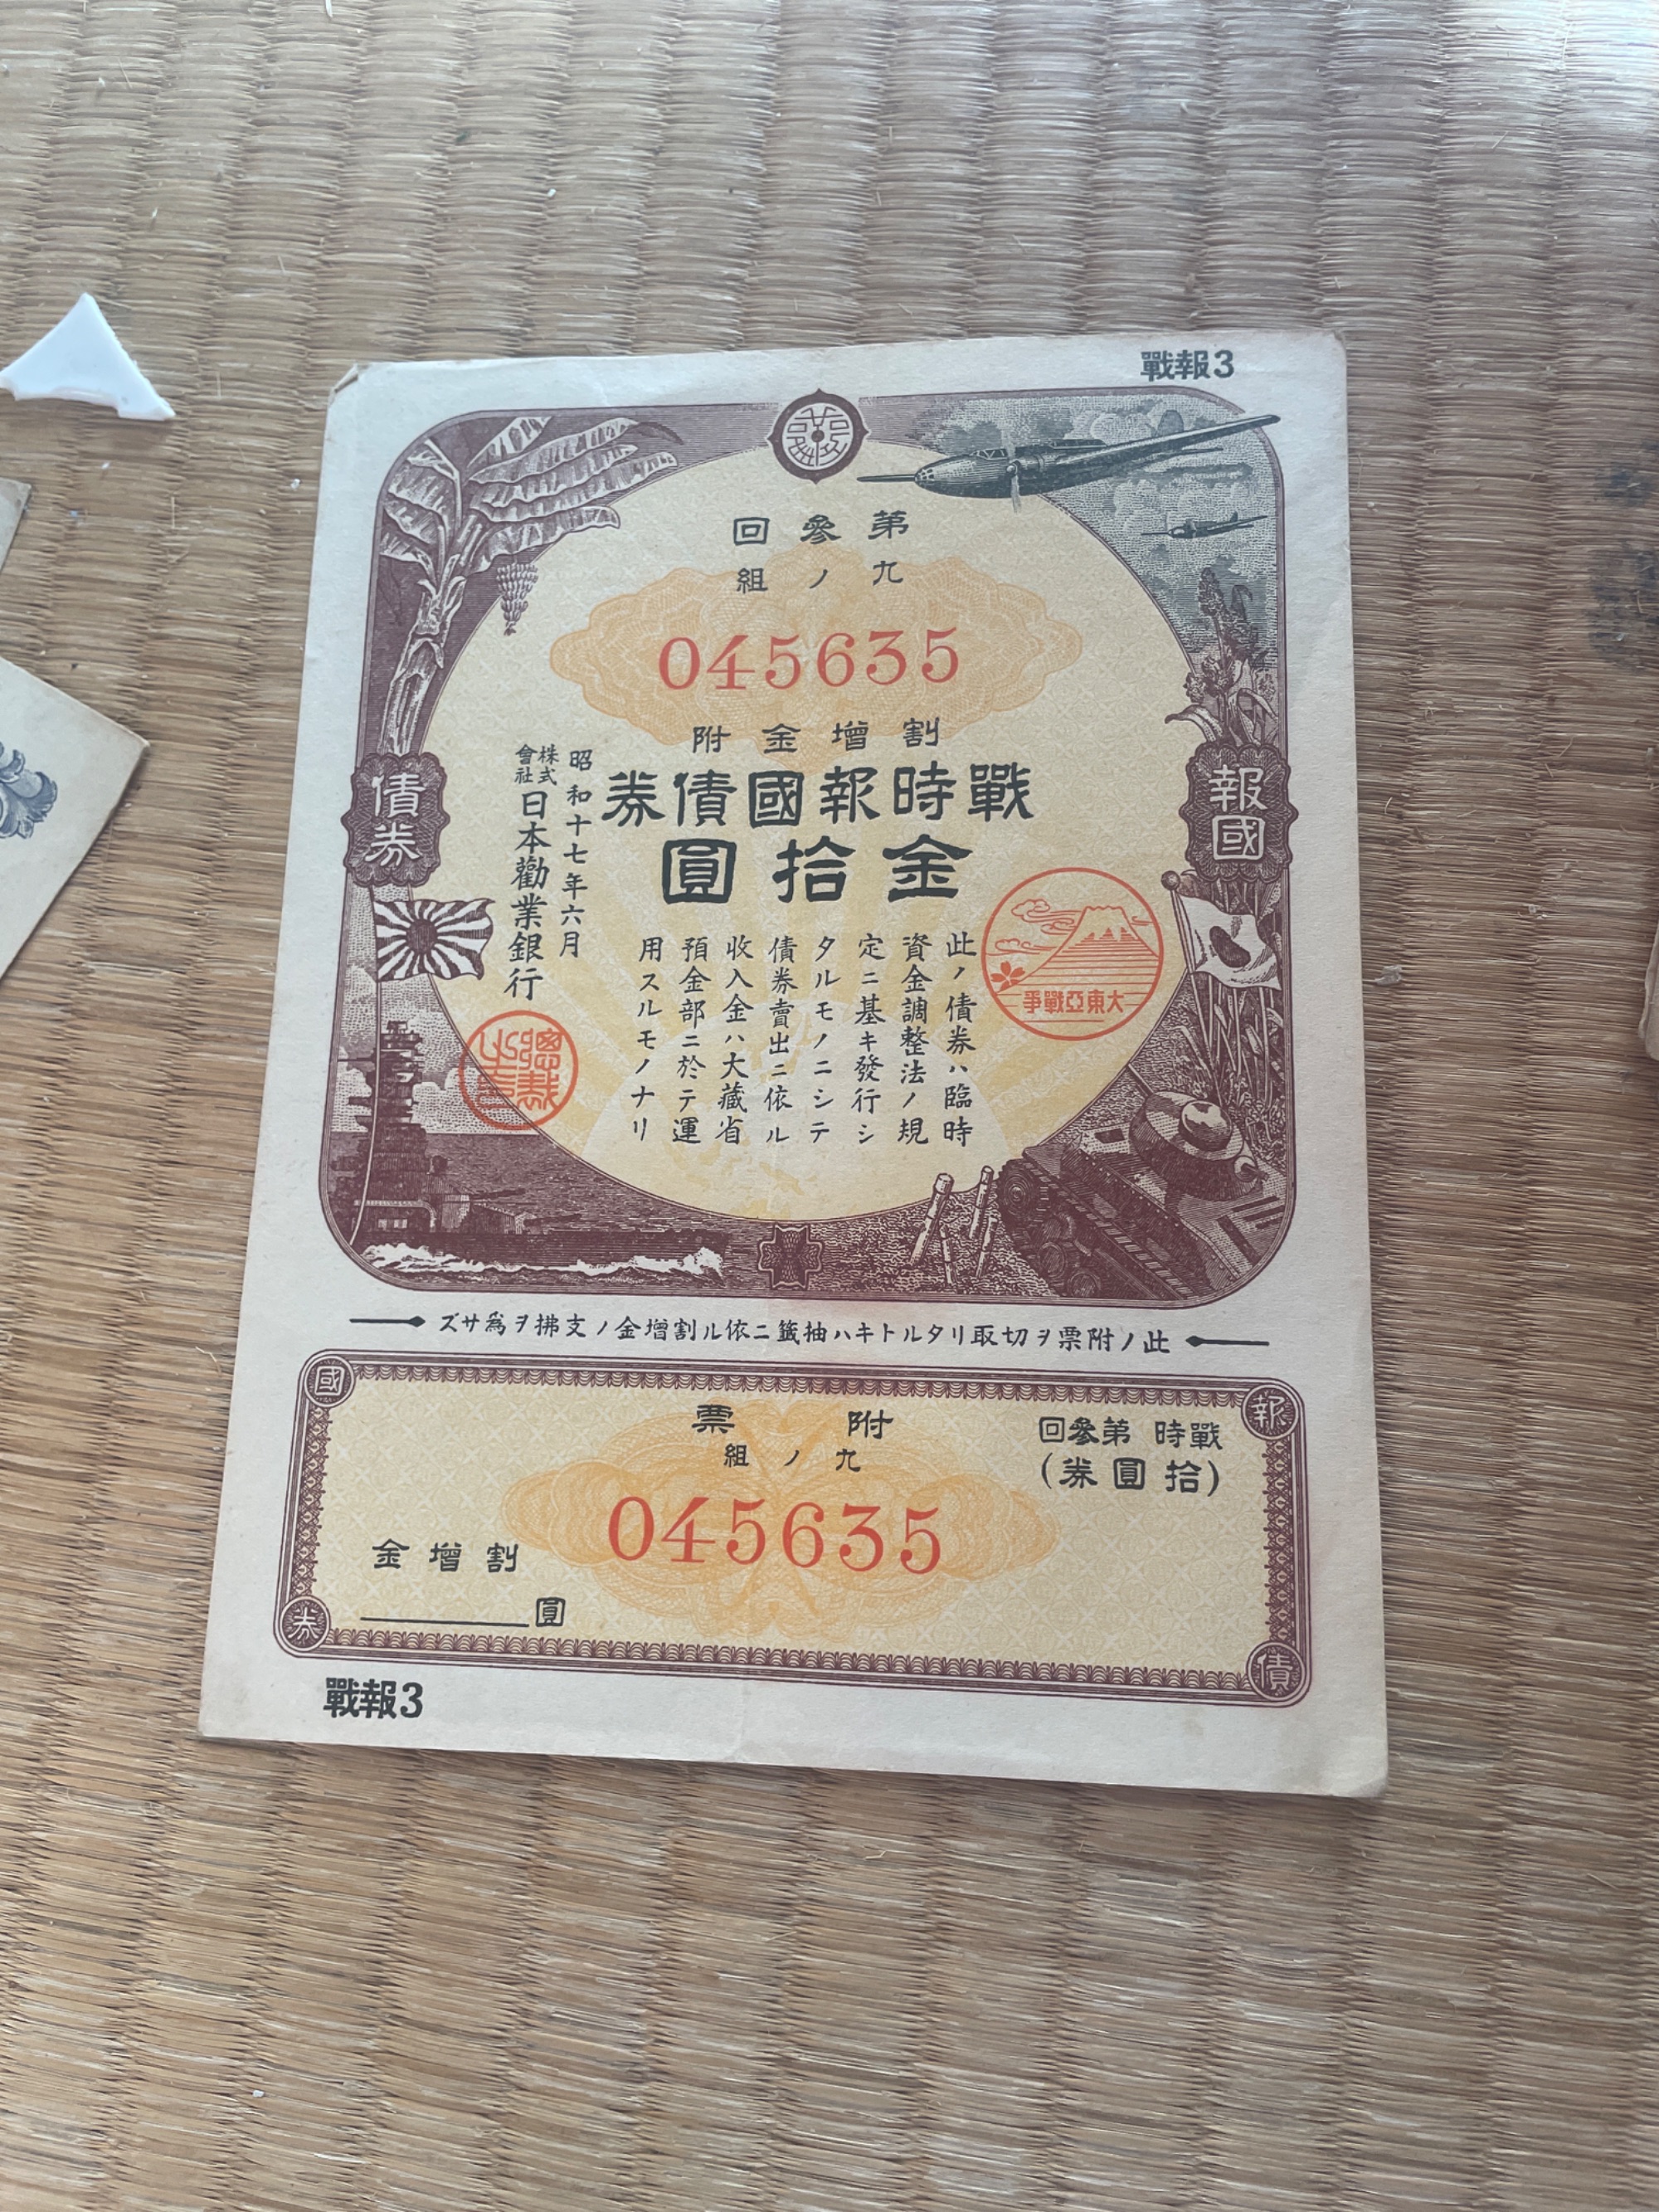 戰報3
第參回
九ノ組
045635
割增金附
戰時報國債券
金拾圓
報國
債券
大東亞戰爭
此ノ債券ハ臨時
資金調整法ノ規
定ニ基キ發行シ
タルモノニシテ
債券賣出ニ依ル
收入金ハ大藏省
預金部ニ於テ運
用スルモノナリ
昭和十七年六月
株式會社日本勸業銀行
總裁之章
此ノ附票ヲ切取リタルトキハ抽籤ニ依ル割增金ノ支拂ヲ爲サズ
報國債券
戰時 第參回
(拾圓券)
附票
九ノ組
045635
割增金
圓
戰報3